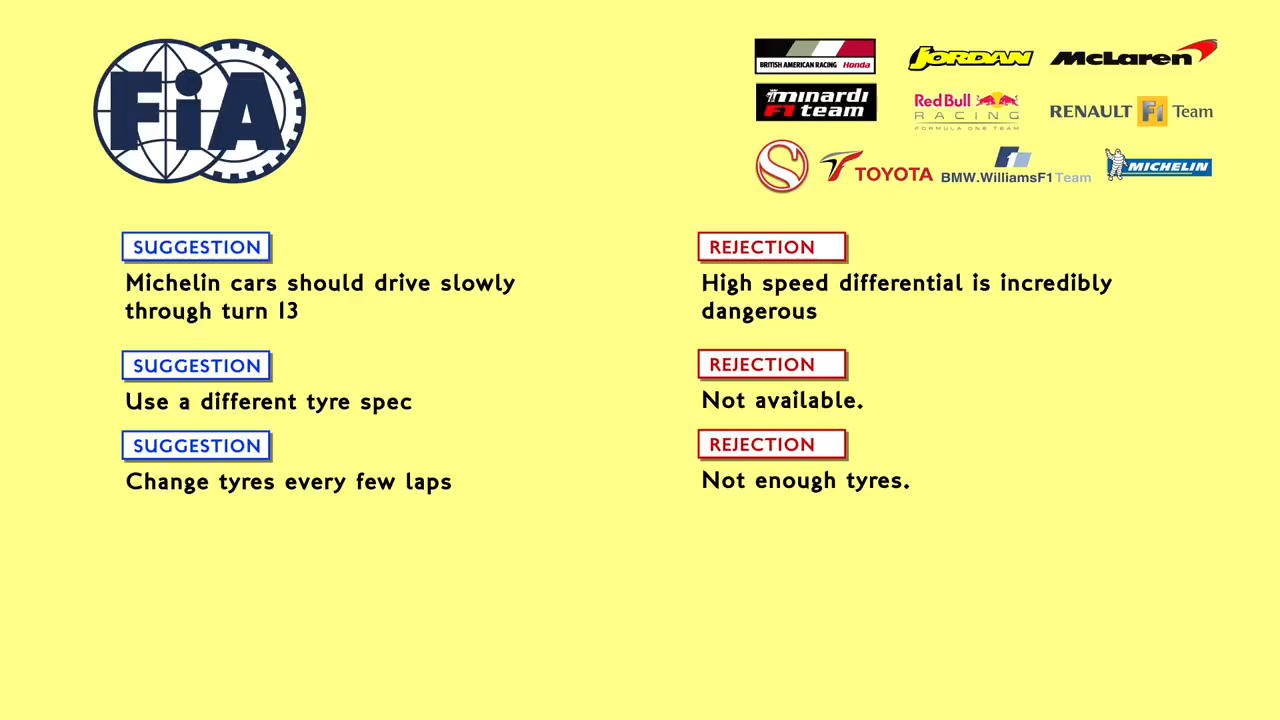 FiA
BRITISH AMERICAN RACING Honda
JORDAN
McLaren
minardi
F1 team
Red Bull
RACING
FORMULA ONE TEAM
RENAULT F1 Team
S
TOYOTA
F1
BMW.WilliamsF1Team
MICHELIN
SUGGESTION
Michelin cars should drive slowly
through turn 13
REJECTION
High speed differential is incredibly
dangerous
SUGGESTION
Use a different tyre spec
REJECTION
Not available.
SUGGESTION
Change tyres every few laps
REJECTION
Not enough tyres.